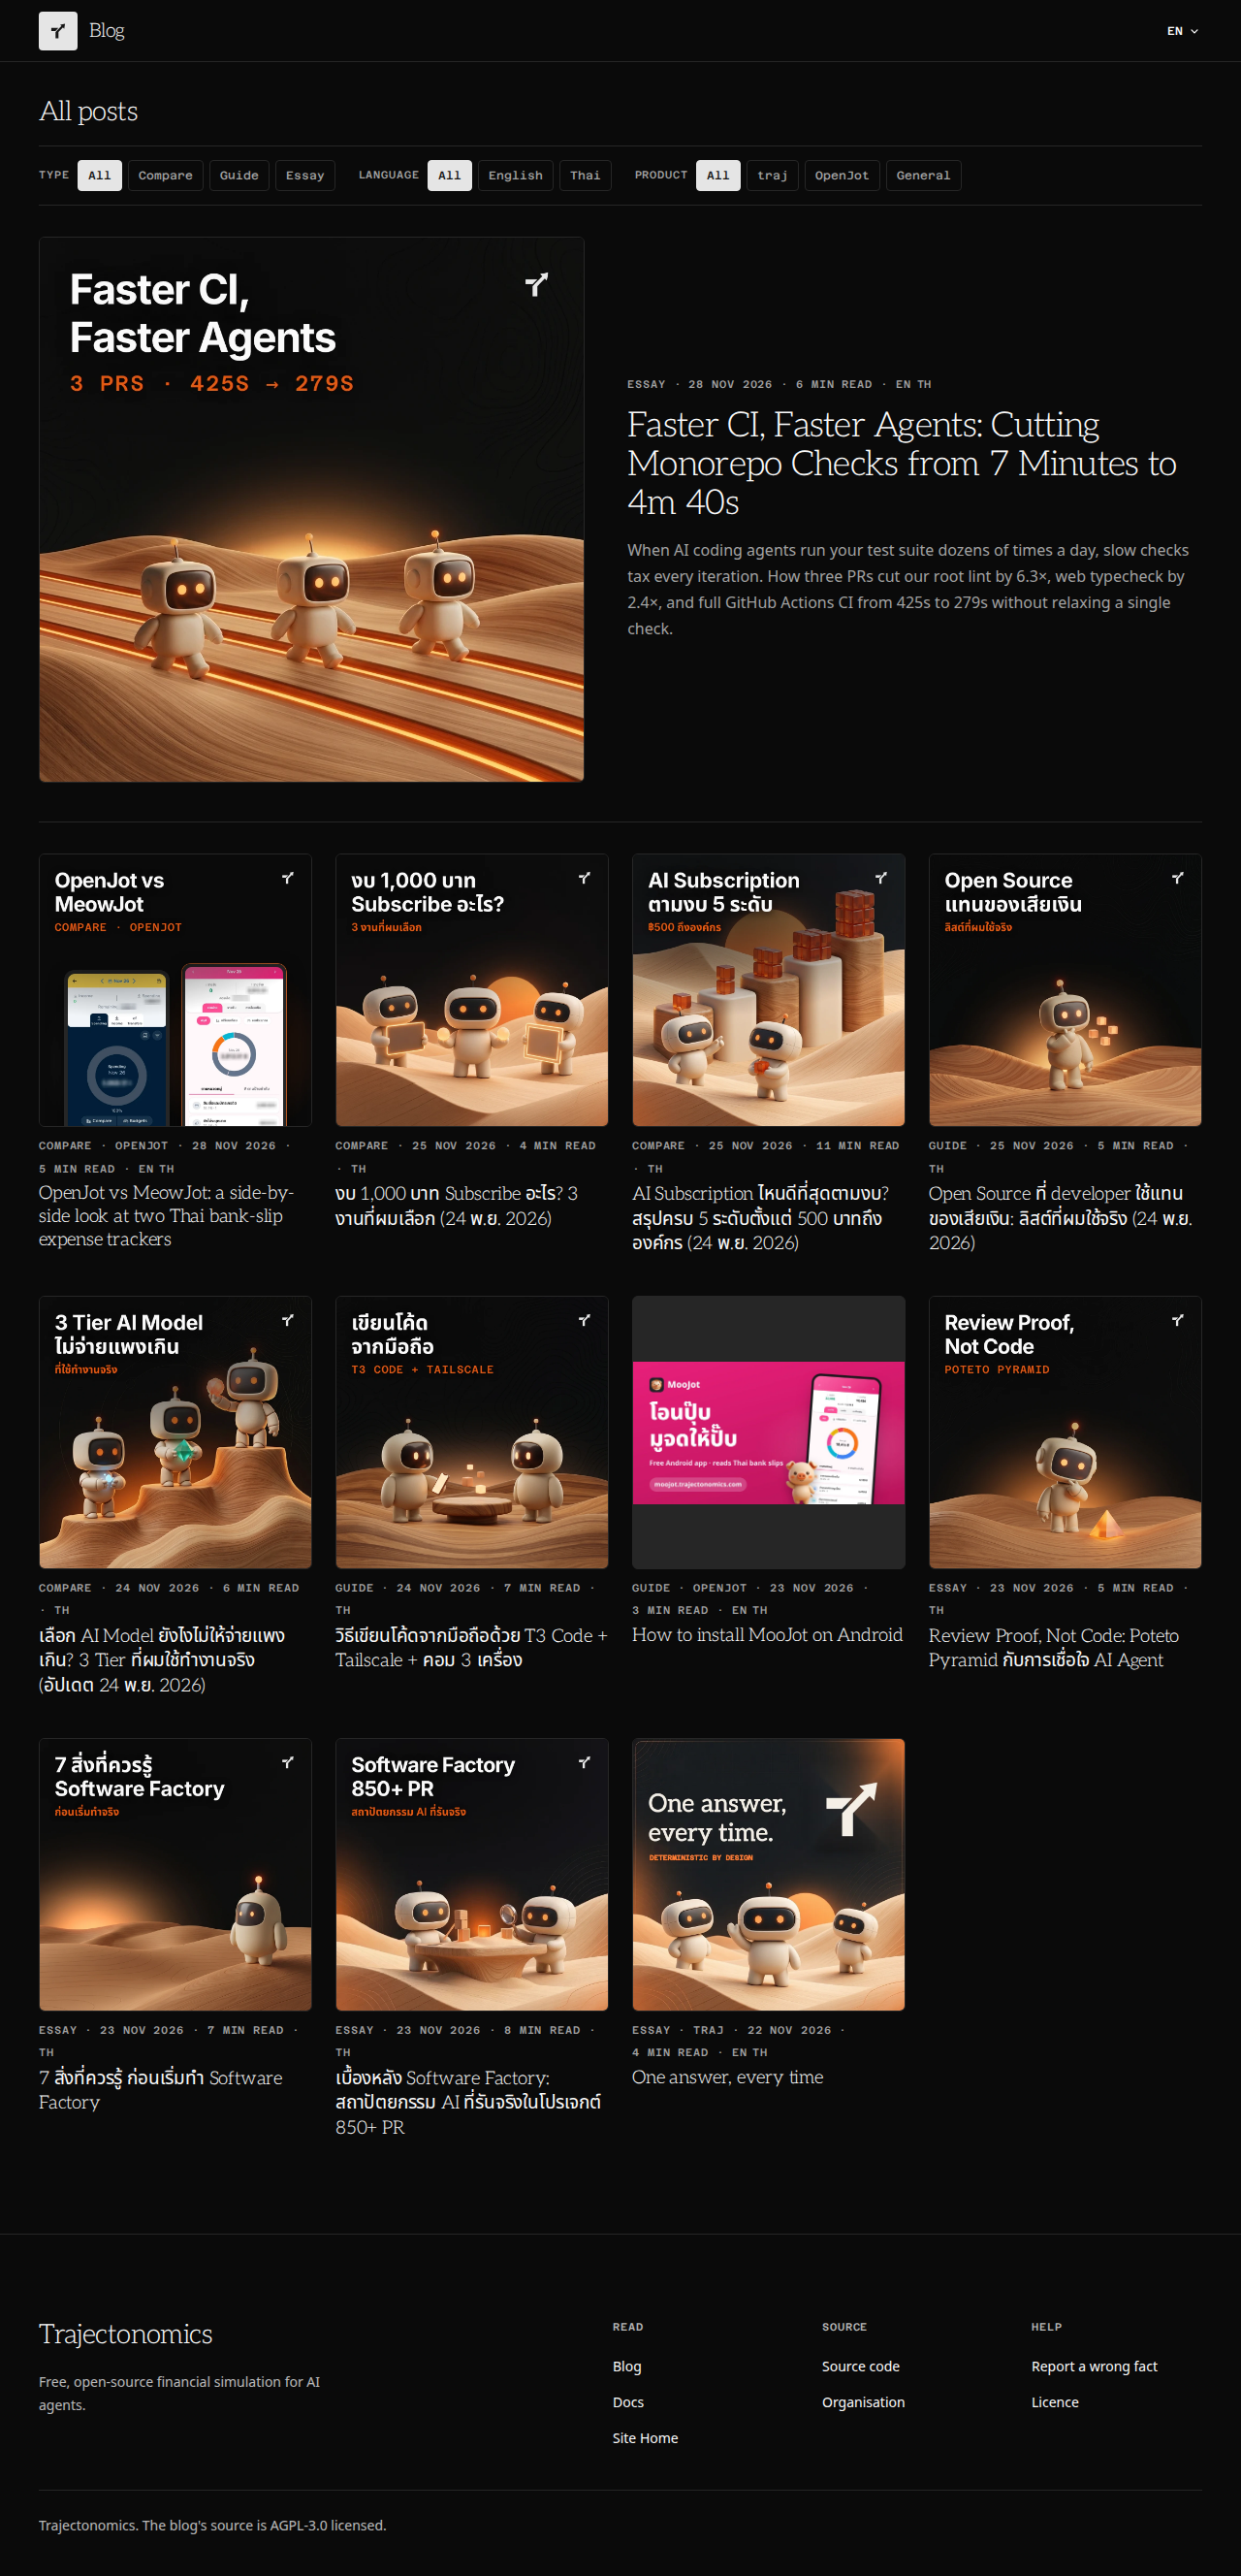 Blog
EN
All posts
TYPE All Compare Guide Essay LANGUAGE All English Thai PRODUCT All traj OpenJot General
Faster CI,
Faster Agents
3 PRS · 425S → 279S
ESSAY · 28 NOV 2026 · 6 MIN READ · EN TH
Faster CI, Faster Agents: Cutting
Monorepo Checks from 7 Minutes to
4m 40s
When AI coding agents run your test suite dozens of times a day, slow checks
tax every iteration. How three PRs cut our root lint by 6.3×, web typecheck by
2.4×, and full GitHub Actions CI from 425s to 279s without relaxing a single
check.
OpenJot vs
MeowJot
COMPARE · OPENJOT
COMPARE · OPENJOT · 28 NOV 2026 ·
5 MIN READ · EN TH
OpenJot vs MeowJot: a side-by-
side look at two Thai bank-slip
expense trackers
งบ 1,000 บาท
Subscribe อะไร?
3 งานที่ผมเลือก
COMPARE · 25 NOV 2026 · 4 MIN READ
· TH
งบ 1,000 บาท Subscribe อะไร? 3
งานที่ผมเลือก (24 พ.ย. 2026)
AI Subscription
ตามงบ 5 ระดับ
฿500 ถึงองค์กร
COMPARE · 25 NOV 2026 · 11 MIN READ
· TH
AI Subscription ไหนดีที่สุดตามงบ?
สรุปครบ 5 ระดับตั้งแต่ 500 บาทถึง
องค์กร (24 พ.ย. 2026)
Open Source
แทนของเสียเงิน
ลิสต์ที่ผมใช้จริง
GUIDE · 25 NOV 2026 · 5 MIN READ ·
TH
Open Source ที่ developer ใช้แทน
ของเสียเงิน: ลิสต์ที่ผมใช้จริง (24 พ.ย.
2026)
3 Tier AI Model
ไม่จ่ายแพงเกิน
ที่ใช้ทำงานจริง
COMPARE · 24 NOV 2026 · 6 MIN READ
· TH
เลือก AI Model ยังไงไม่ให้จ่ายแพง
เกิน? 3 Tier ที่ผมใช้ทำงานจริง
(อัปเดต 24 พ.ย. 2026)
เขียนโค้ด
จากมือถือ
T3 CODE + TAILSCALE
GUIDE · 24 NOV 2026 · 7 MIN READ ·
TH
วิธีเขียนโค้ดจากมือถือด้วย T3 Code +
Tailscale + คอม 3 เครื่อง
MooJot
โอนปุ๊บ
มูจดให้ปั๊บ
Free Android app · reads Thai bank slips
moojot.trajectonomics.com
GUIDE · OPENJOT · 23 NOV 2026 ·
3 MIN READ · EN TH
How to install MooJot on Android
Review Proof,
Not Code
POTETO PYRAMID
ESSAY · 23 NOV 2026 · 5 MIN READ ·
TH
Review Proof, Not Code: Poteto
Pyramid กับการเชื่อใจ AI Agent
7 สิ่งที่ควรรู้
Software Factory
ก่อนเริ่มทำจริง
ESSAY · 23 NOV 2026 · 7 MIN READ ·
TH
7 สิ่งที่ควรรู้ ก่อนเริ่มทำ Software
Factory
Software Factory
850+ PR
สถาปัตยกรรม AI ที่รันจริง
ESSAY · 23 NOV 2026 · 8 MIN READ ·
TH
เบื้องหลัง Software Factory:
สถาปัตยกรรม AI ที่รันจริงในโปรเจกต์
850+ PR
One answer,
every time.
DETERMINISTIC BY DESIGN
ESSAY · TRAJ · 22 NOV 2026 ·
4 MIN READ · EN TH
One answer, every time
Trajectonomics
Free, open-source financial simulation for AI
agents.
READ
Blog
Docs
Site Home
SOURCE
Source code
Organisation
HELP
Report a wrong fact
Licence
Trajectonomics. The blog's source is AGPL-3.0 licensed.